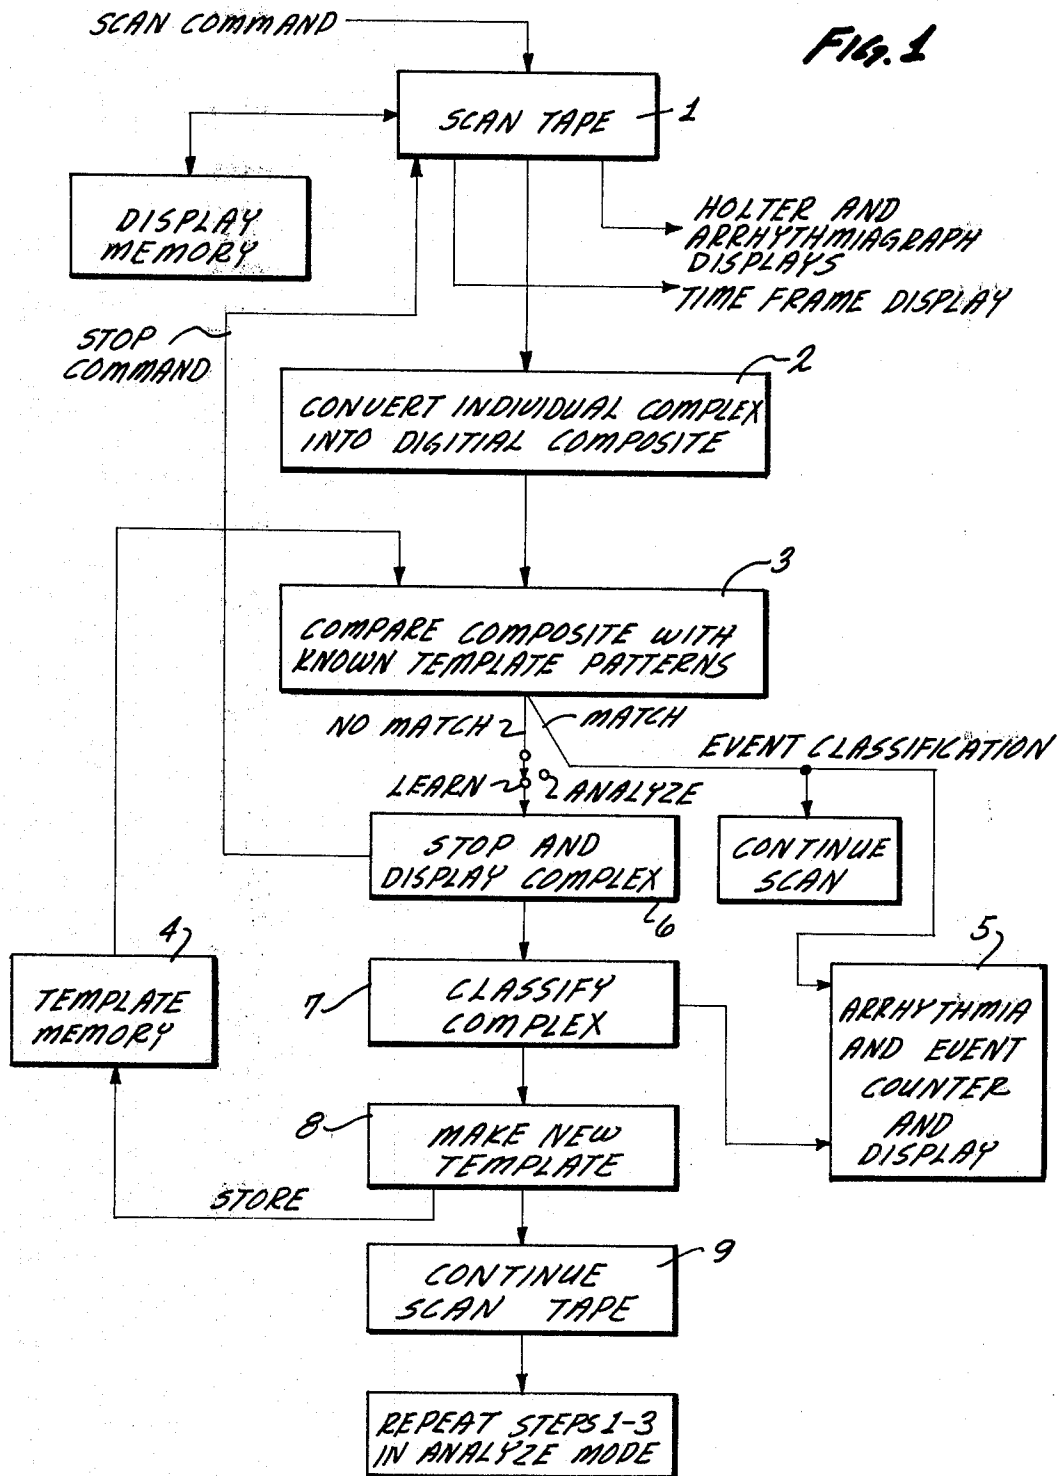 SCAN COMMAND
FIG. 1
SCAN TAPE
1
DISPLAY
MEMORY
HOLTER AND
ARRHYTHMIAGRAPH
DISPLAYS
TIME FRAME DISPLAY
STOP
COMMAND
2
CONVERT INDIVIDUAL COMPLEX
INTO DIGITIAL COMPOSITE
3
COMPARE COMPOSITE WITH
KNOWN TEMPLATE PATTERNS
NO MATCH
MATCH
EVENT CLASSIFICATION
LEARN
ANALYZE
STOP AND
DISPLAY COMPLEX
6
CONTINUE
SCAN
4
TEMPLATE
MEMORY
7
CLASSIFY
COMPLEX
5
ARRHYTHMIA
AND EVENT
COUNTER
AND
DISPLAY
8
MAKE NEW
TEMPLATE
STORE
9
CONTINUE
SCAN TAPE
REPEAT STEPS 1-3
IN ANALYZE MODE